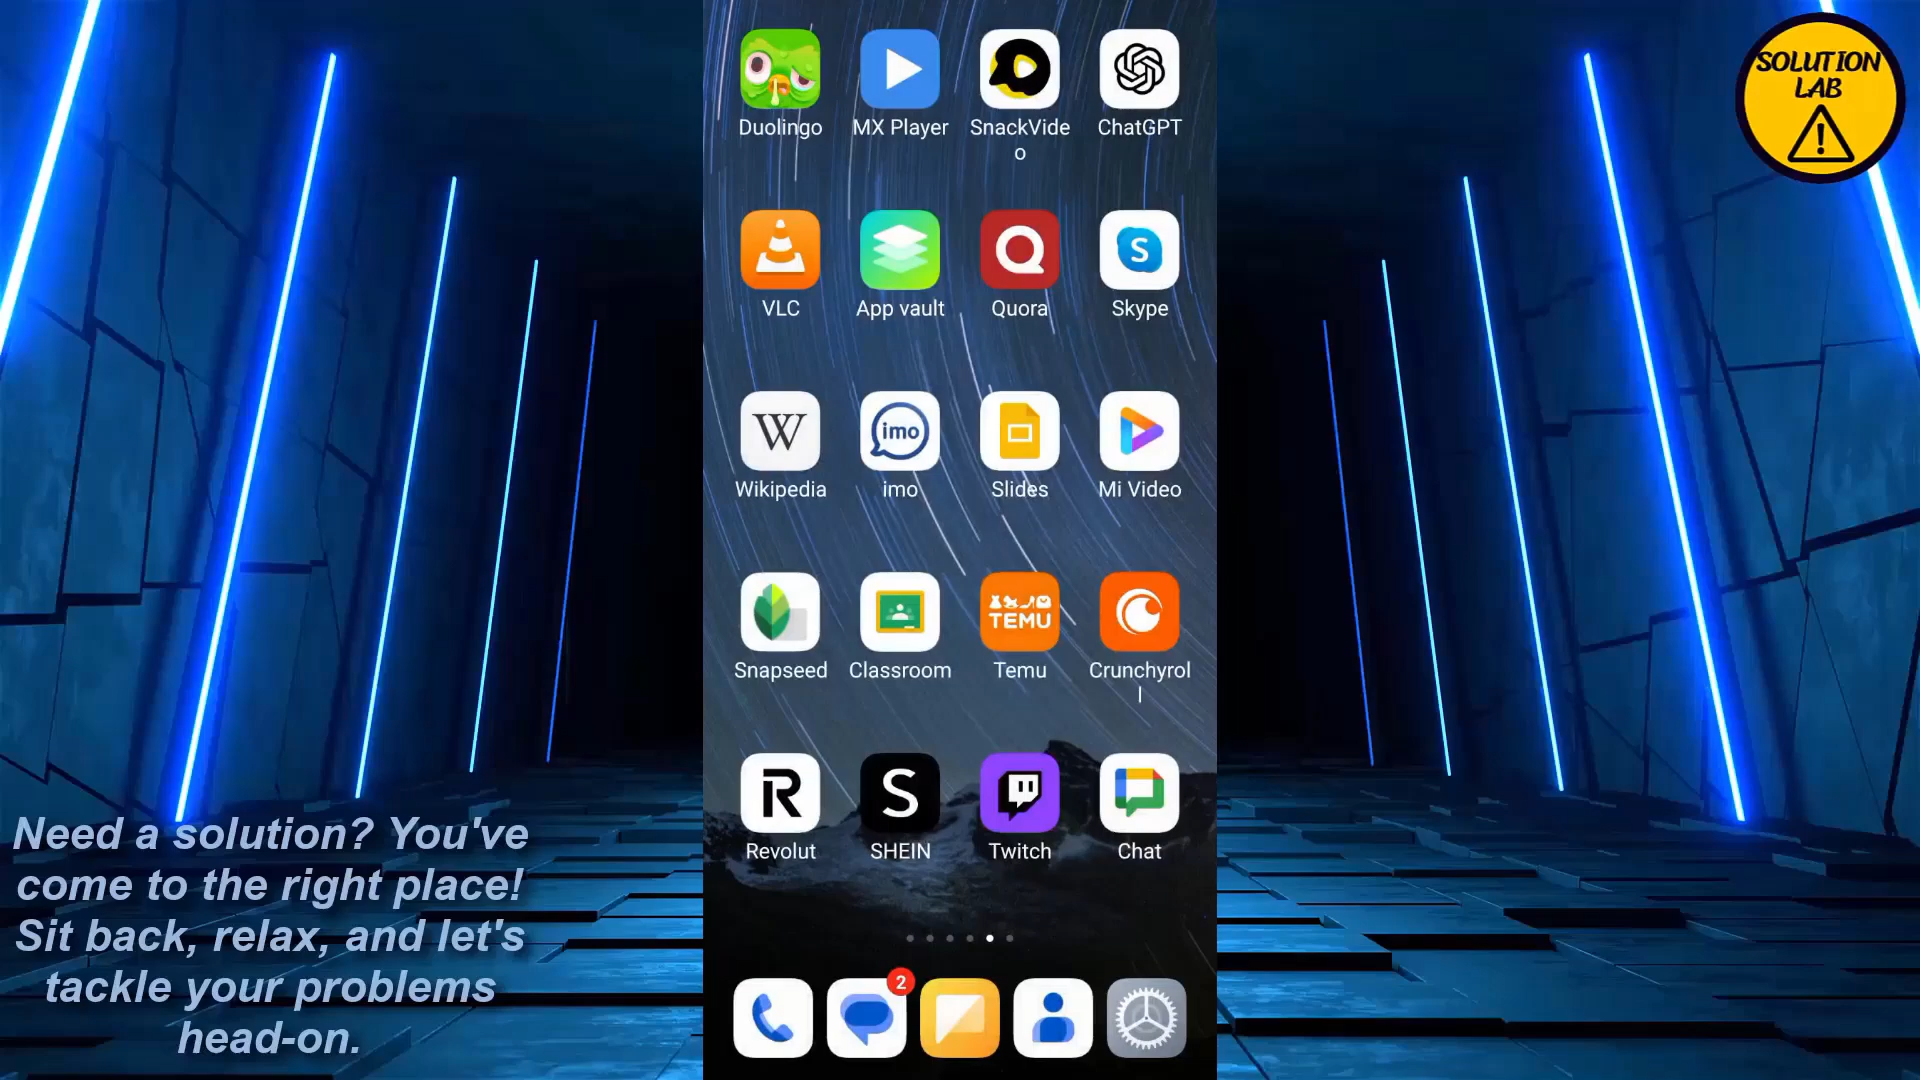 SOLUTION
LAB
Duolingo
MX Player
SnackVide
o
ChatGPT
VLC
App vault
Quora
S
Skype
W
Wikipedia
imo
imo
Slides
Mi Video
Snapseed
Classroom
TEMU
Temu
Crunchyrol
l
R
Revolut
S
SHEIN
Twitch
Chat
2
Need a solution? You've
come to the right place!
Sit back, relax, and let's
tackle your problems
head-on.